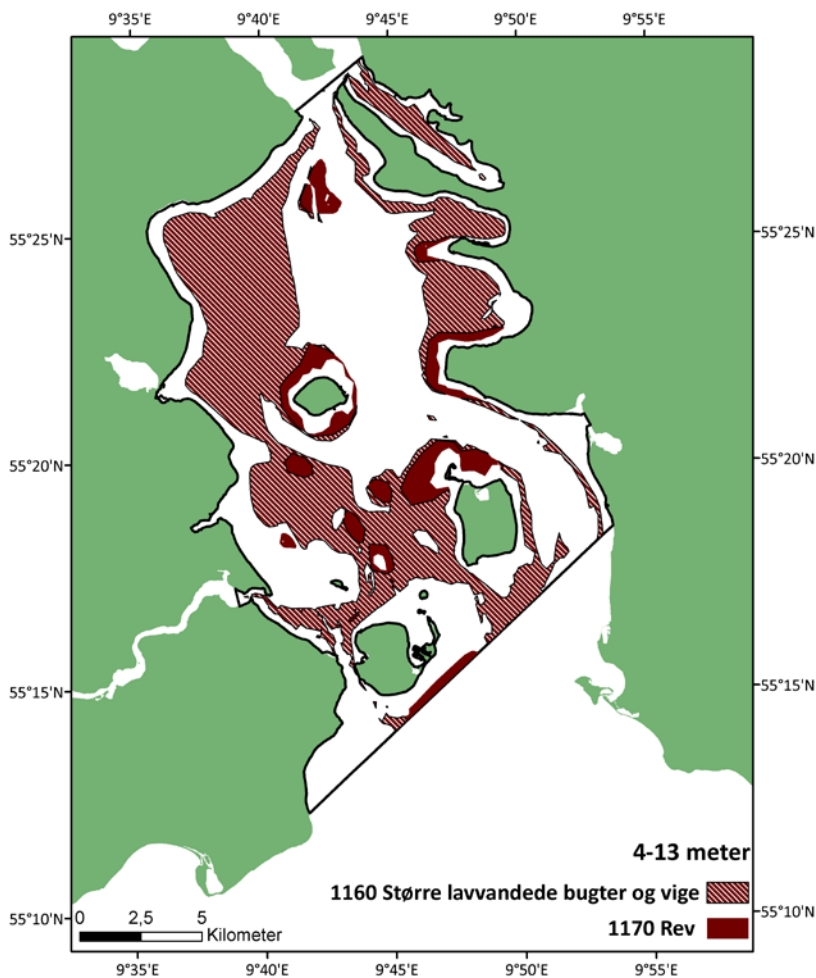 9°35'E 9°40'E 9°45'E 9°50'E 9°55'E
55°25'N 55°25'N
55°20'N 55°20'N
55°15'N 55°15'N
4-13 meter
1160 Større lavvandede bugter og vige
55°10'N 55°10'N
0 2,5 5
Kilometer
1170 Rev
9°35'E 9°40'E 9°45'E 9°50'E 9°55'E